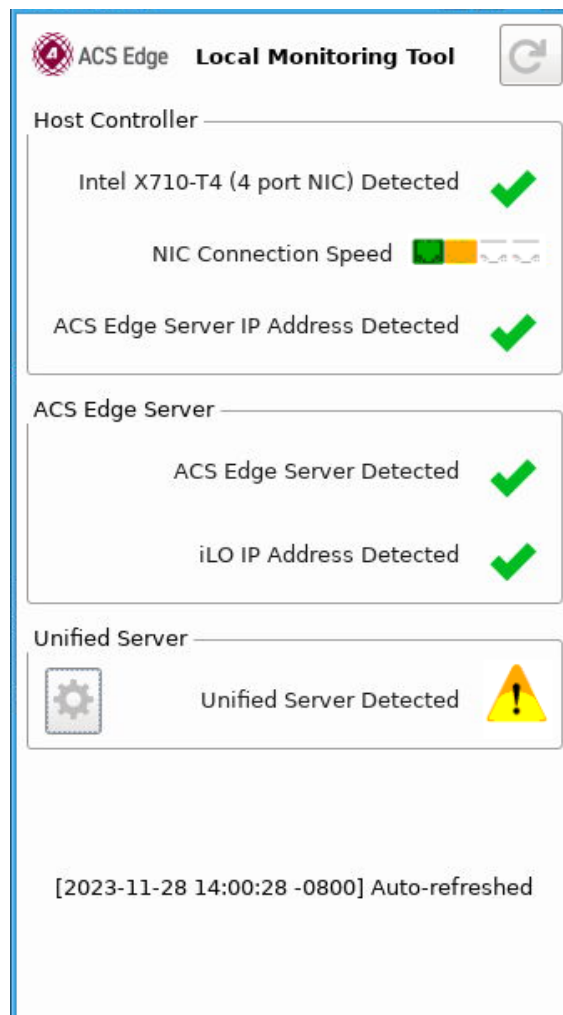 ACS Edge Local Monitoring Tool
Host Controller
Intel X710-T4 (4 port NIC) Detected
NIC Connection Speed
ACS Edge Server IP Address Detected
ACS Edge Server
ACS Edge Server Detected
iLO IP Address Detected
Unified Server
Unified Server Detected
[2023-11-28 14:00:28 -0800] Auto-refreshed